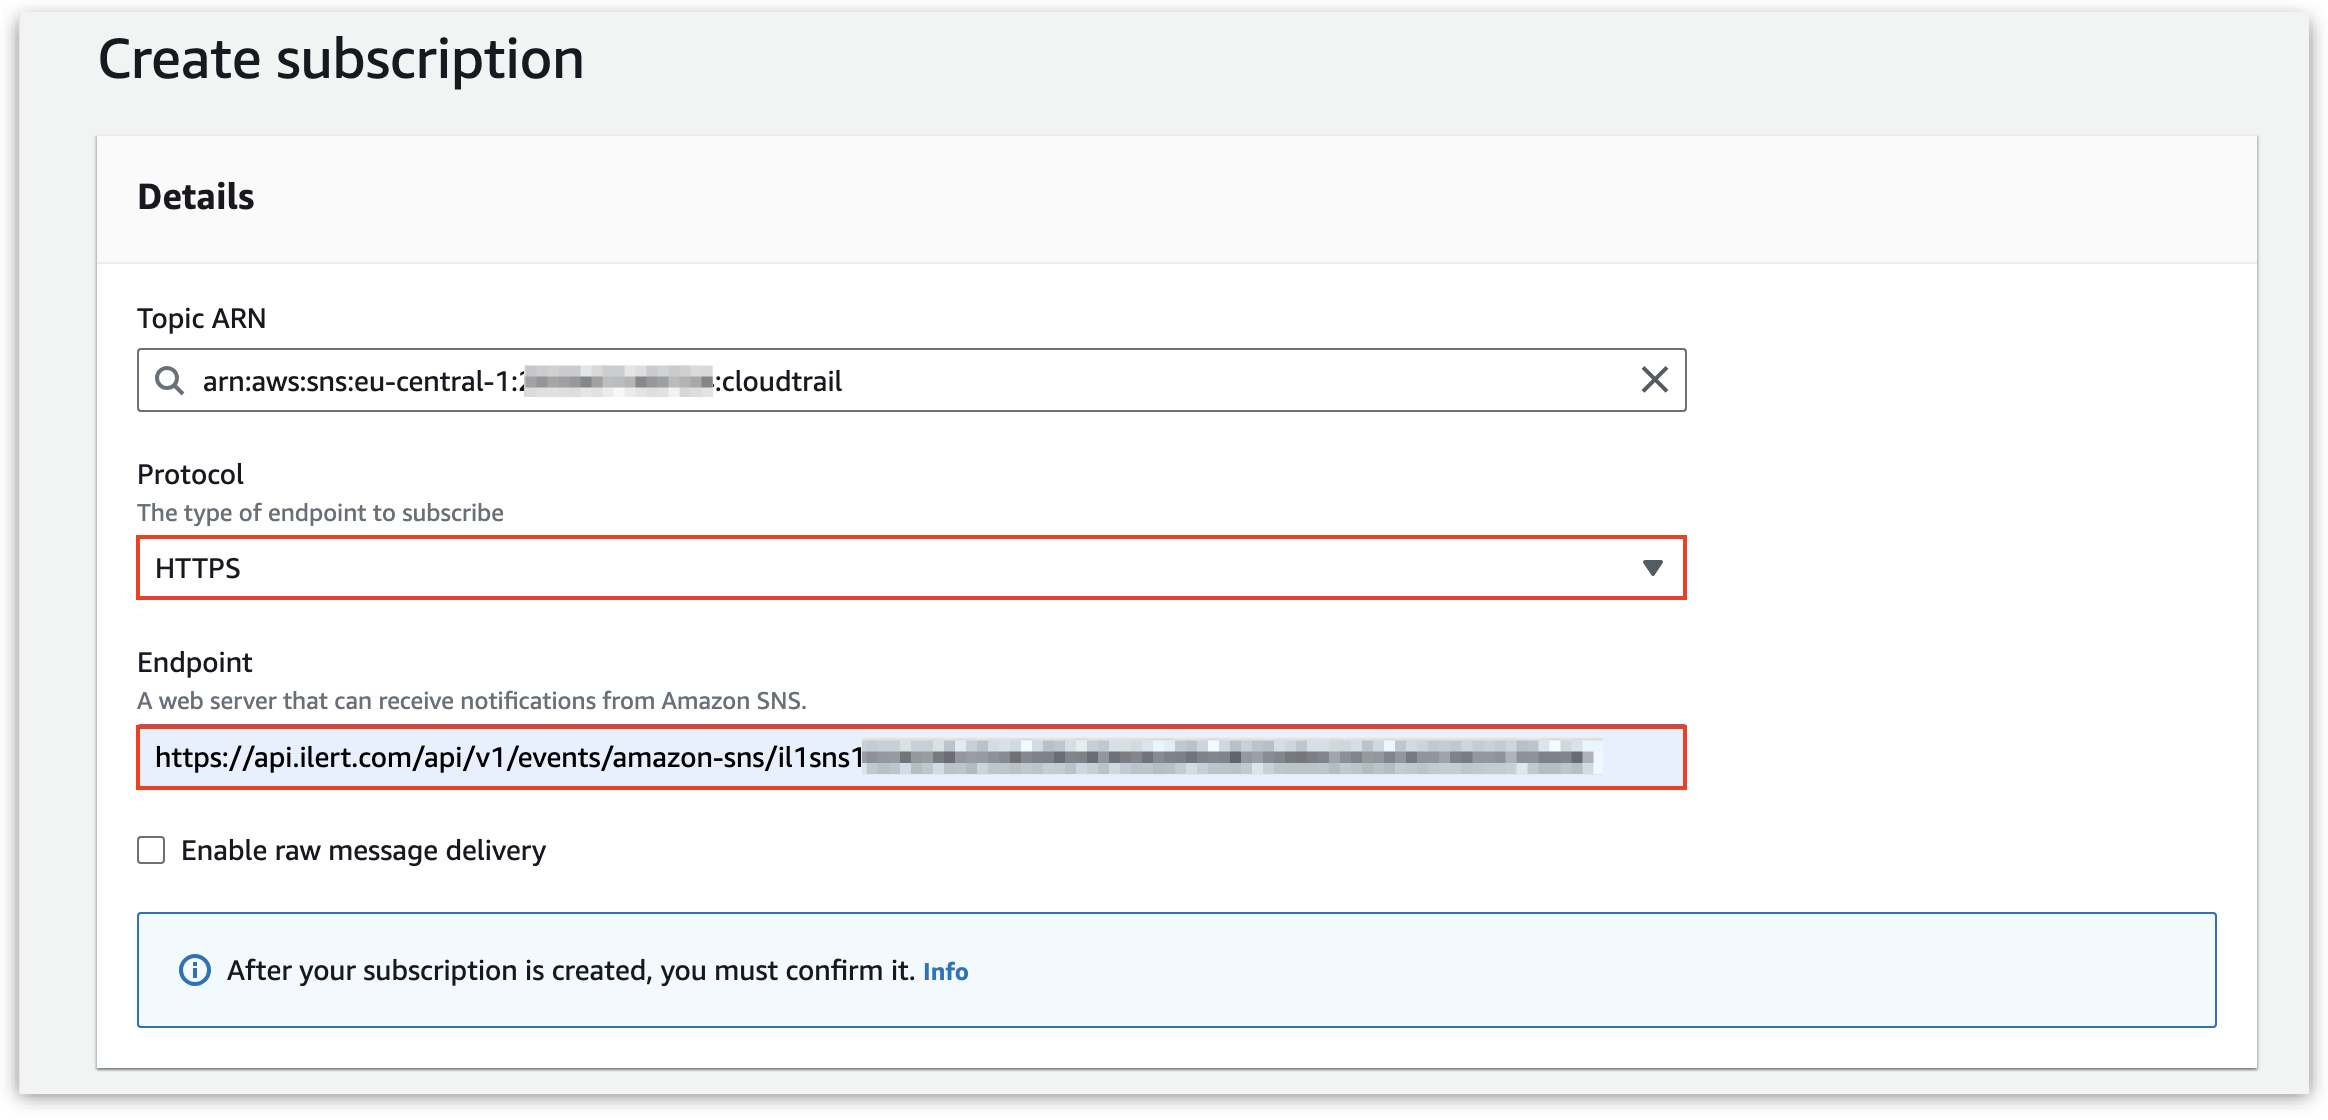 Create subscription
Details
Topic ARN
arn:aws:sns:eu-central-1: :cloudtrail
Protocol
The type of endpoint to subscribe
HTTPS
Endpoint
A web server that can receive notifications from Amazon SNS.
https://api.ilert.com/api/v1/events/amazon-sns/il1sns1
Enable raw message delivery
After your subscription is created, you must confirm it. Info